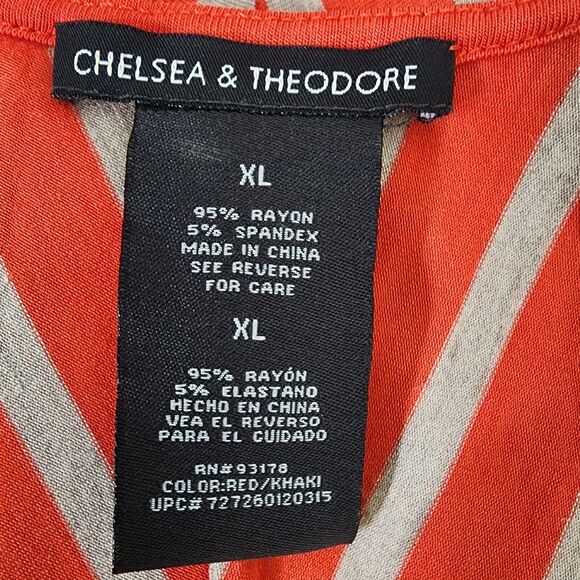 CHELSEA & THEODORE
XL
95% RAYON
5% SPANDEX
MADE IN CHINA
SEE REVERSE
FOR CARE
XL
95% RAYÓN
5% ELASTANO
HECHO EN CHINA
VEA EL REVERSO
PARA EL CUIDADO
RN# 93178
COLOR:RED/KHAKI
UPC# 727260120315